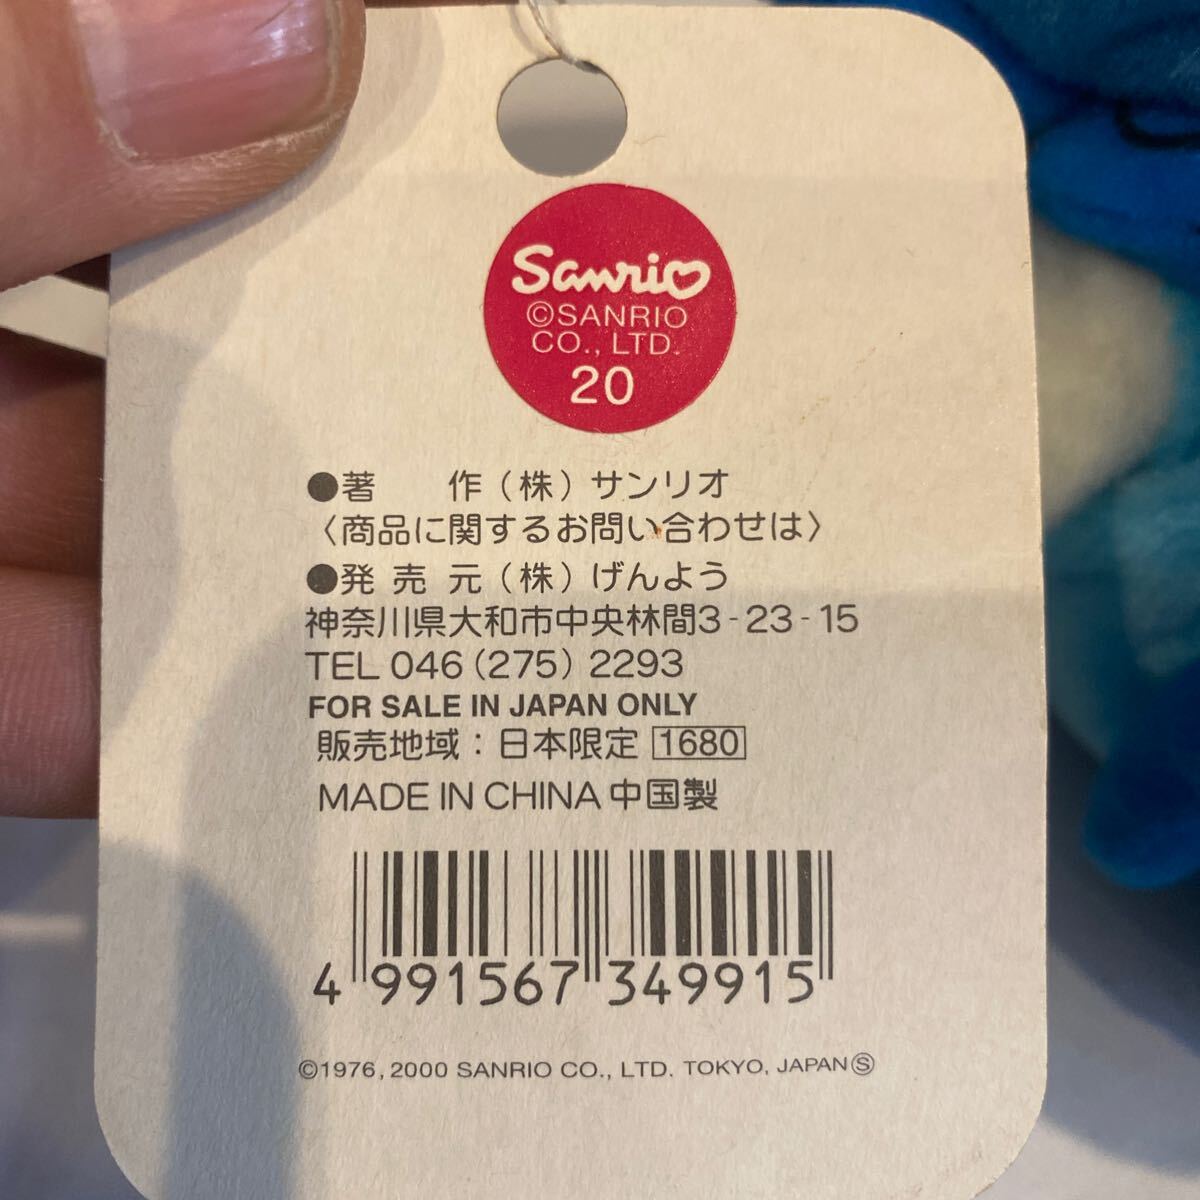 Sanrio
©SANRIO
CO., LTD.
20
●著　作(株)サンリオ
〈商品に関するお問い合わせは〉
●発売元(株)げんよう
神奈川県大和市中央林間3-23-15
TEL 046(275)2293
FOR SALE IN JAPAN ONLY
販売地域:日本限定 1680
MADE IN CHINA 中国製
4 991567 349915
©1976,2000 SANRIO CO., LTD. TOKYO, JAPAN Ⓢ